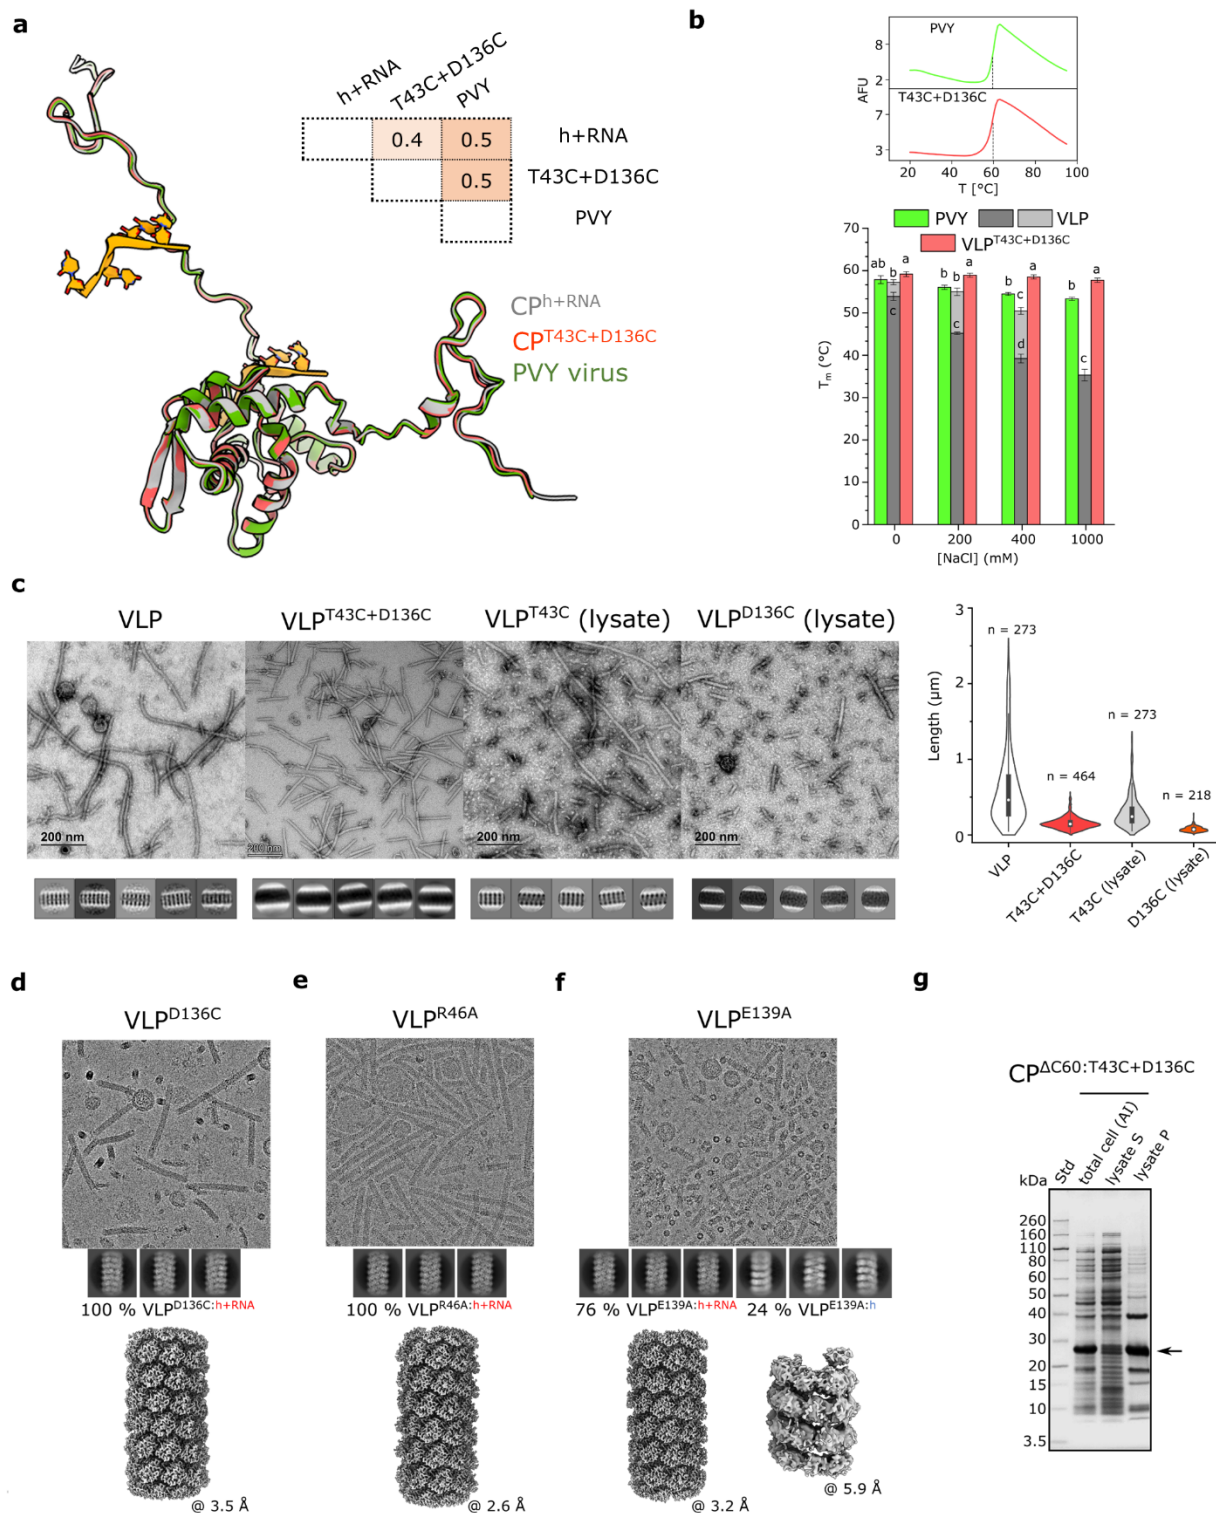 a
h+RNA
T43C+D136C
PVY
0.4
0.5
h+RNA
0.5
T43C+D136C
PVY
CPh+RNA
CPT43C+D136C
PVY virus
b
PVY
8
2
AFU
T43C+D136C
7
3
20 40 60 80 100
T [°C]
PVY
VLP
VLPT43C+D136C
70
60
50
40
30
20
10
0
Tm (°C)
ab b c a
b b c a
b c d a
b c a
0 200 400 1000
[NaCl] (mM)
c
VLP
VLPT43C+D136C
VLPT43C (lysate)
VLPD136C (lysate)
200 nm
200 nm
200 nm
200 nm
3
2
1
0
Length (µm)
n = 273
n = 464
n = 273
n = 218
VLP
T43C+D136C
T43C (lysate)
D136C (lysate)
d
VLPD136C
100 % VLPD136C:h+RNA
@ 3.5 Å
e
VLPR46A
100 % VLPR46A:h+RNA
@ 2.6 Å
f
VLPE139A
76 % VLPE139A:h+RNA
24 % VLPE139A:h
@ 3.2 Å
@ 5.9 Å
g
CPΔC60:T43C+D136C
kDa
Std
total cell (AI)
lysate S
lysate P
260
160
110
80
60
50
40
30
20
15
10
3.5